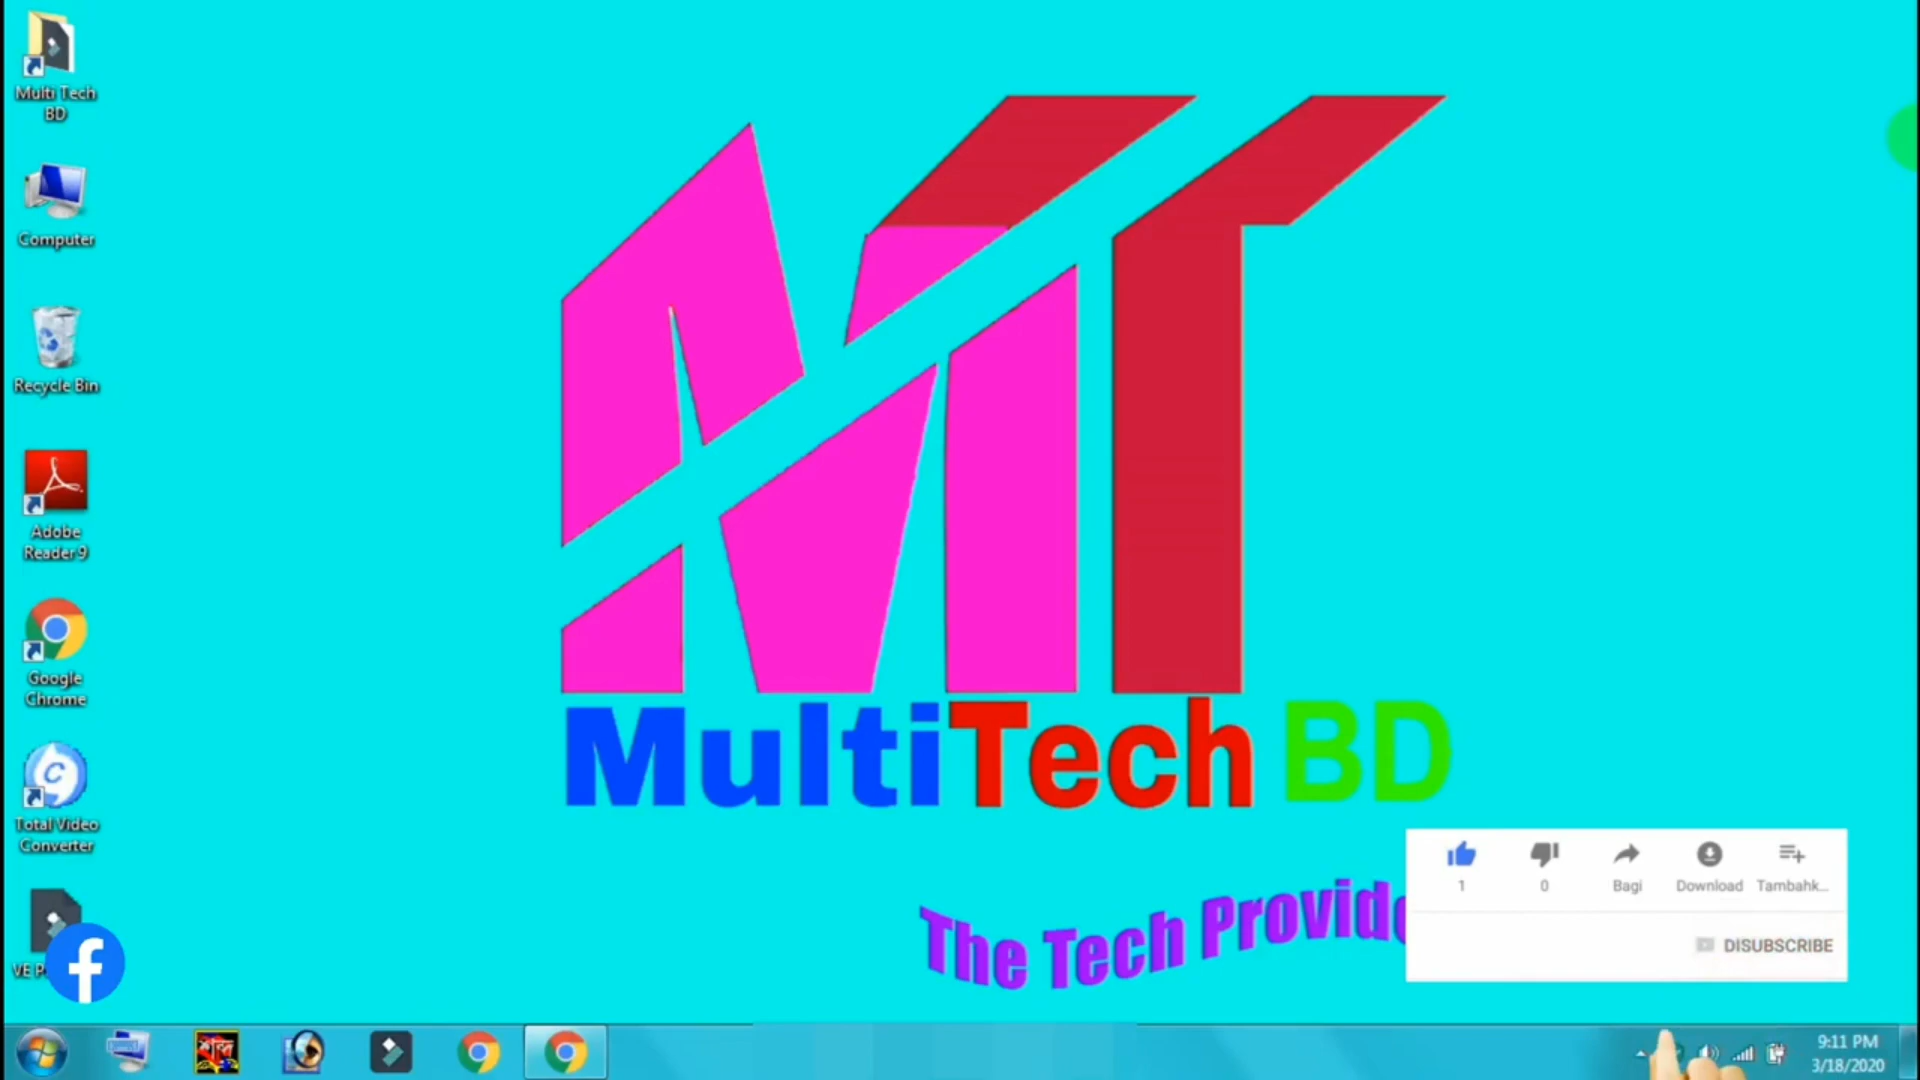 Multi Tech
BD
Computer
Recycle Bin
Adobe
Reader 9
Google
Chrome
Total Video
Converter
MT
MultiTech BD
The Tech
1
0
Bagi
Download
Tambahk...
DISUBSCRIBE
শব্দ
9:11 PM
3/18/2020